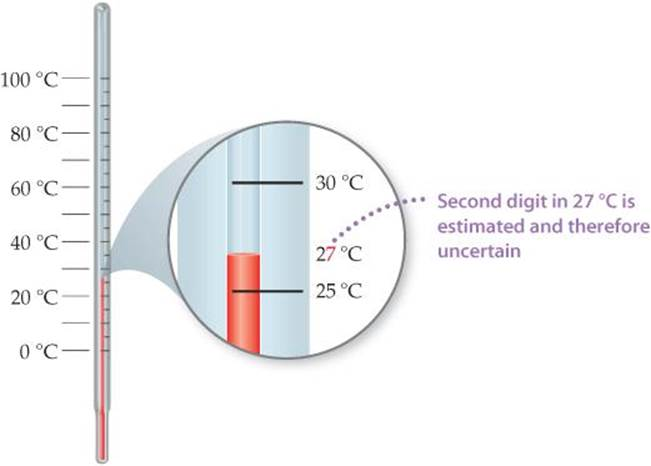 100 °C
80 °C
60 °C
40 °C
20 °C
0 °C
30 °C
27 °C
25 °C
Second digit in 27 °C is
estimated and therefore
uncertain